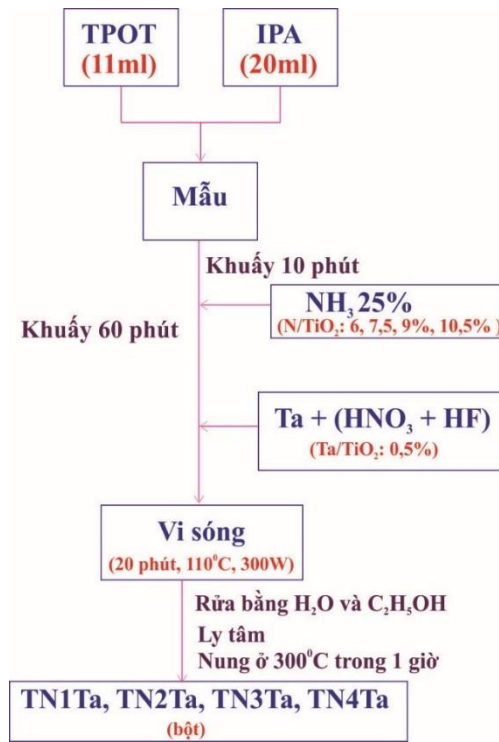 TPOT
(11ml)
IPA
(20ml)
Mẫu
Khuấy 10 phút
NH₃ 25%
(N/TiO₂: 6, 7,5, 9%, 10,5% )
Khuấy 60 phút
Ta + (HNO₃ + HF)
(Ta/TiO₂: 0,5%)
Vi sóng
(20 phút, 110⁰C, 300W)
Rửa bằng H₂O và C₂H₅OH
Ly tâm
Nung ở 300⁰C trong 1 giờ
TN1Ta, TN2Ta, TN3Ta, TN4Ta
(bột)